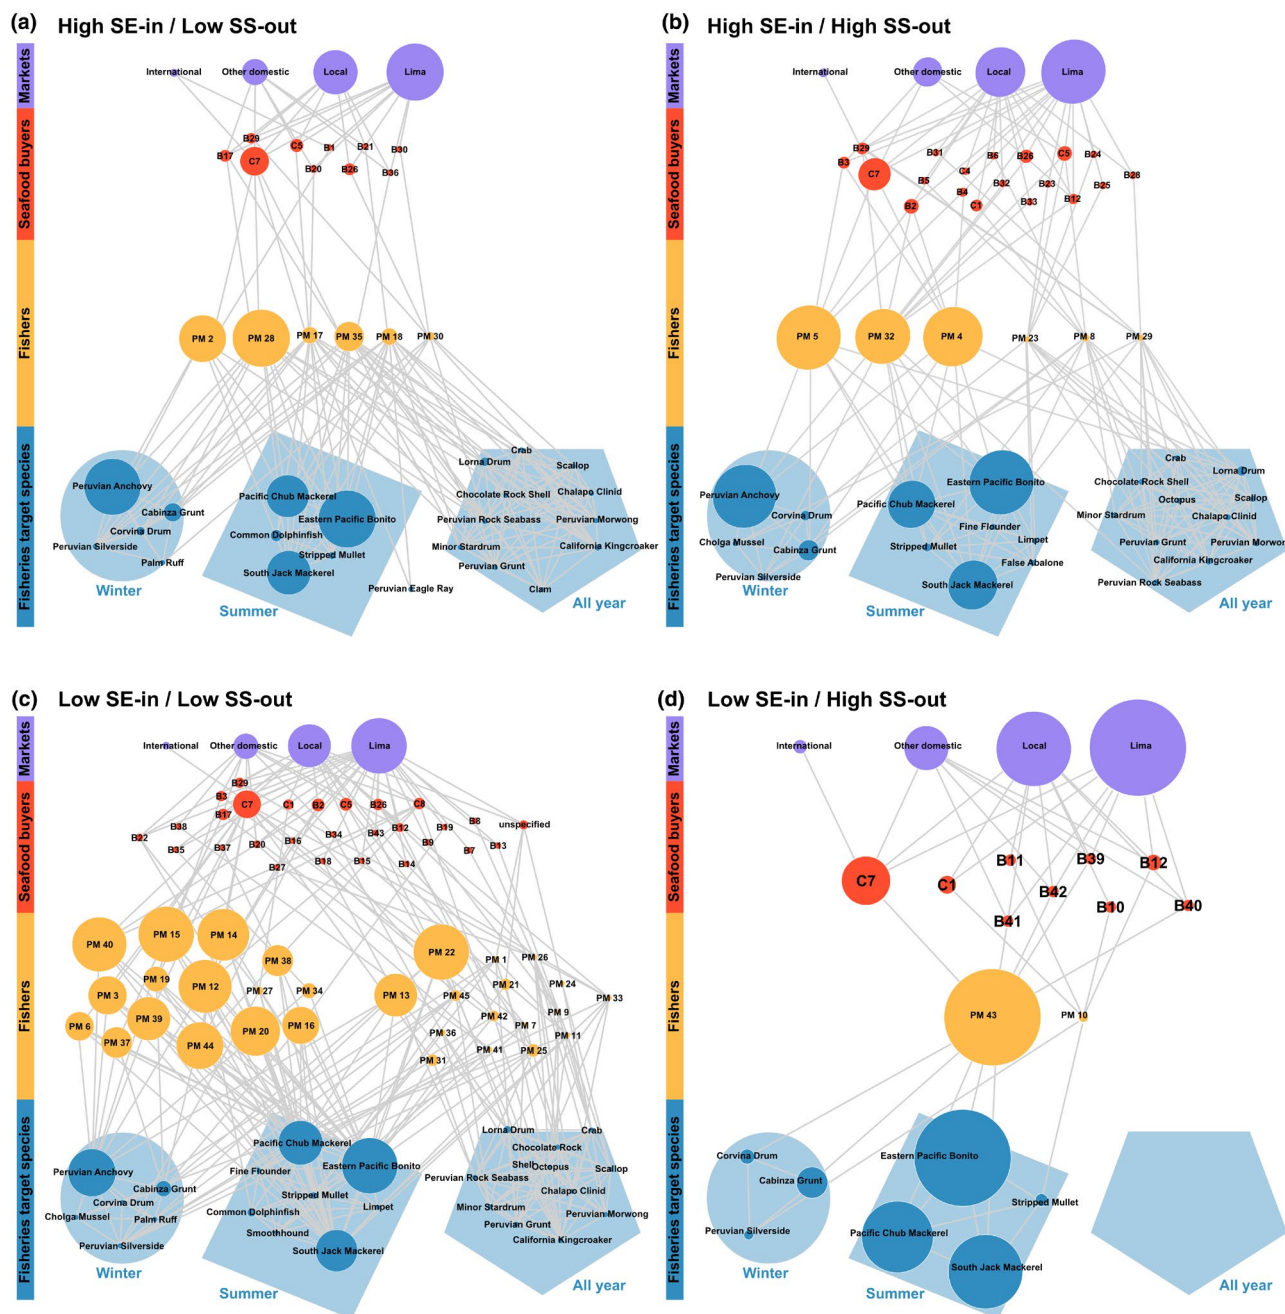 (a) High SE-in / Low SS-out
Markets
International
Other domestic
Local
Lima
Seafood buyers
B29
B17
C7
C5
B1
B21
B30
B20
B26
B36
Fishers
PM 2
PM 28
PM 17
PM 35
PM 18
PM 30
Fisheries target species
Peruvian Anchovy
Cabinza Grunt
Corvina Drum
Peruvian Silverside
Palm Ruff
Winter
Pacific Chub Mackerel
Eastern Pacific Bonito
Common Dolphinfish
Stripped Mullet
South Jack Mackerel
Peruvian Eagle Ray
Summer
Crab
Lorna Drum
Scallop
Chocolate Rock Shell
Chalapo Clinid
Peruvian Rock Seabass
Peruvian Morwong
Minor Stardrum
California Kingcroaker
Peruvian Grunt
Clam
All year
(b) High SE-in / High SS-out
Markets
International
Other domestic
Local
Lima
Seafood buyers
B29
B3
C7
B31
B6
B26
C5
B24
C4
B5
B32
B23
B25
B28
B4
B2
C1
B33
B12
Fishers
PM 5
PM 32
PM 4
PM 23
PM 8
PM 29
Fisheries target species
Peruvian Anchovy
Corvina Drum
Cholga Mussel
Cabinza Grunt
Peruvian Silverside
Winter
Eastern Pacific Bonito
Pacific Chub Mackerel
Fine Flounder
Limpet
Stripped Mullet
False Abalone
South Jack Mackerel
Summer
Crab
Lorna Drum
Chocolate Rock Shell
Octopus
Scallop
Minor Stardrum
Chalapo Clinid
Peruvian Grunt
Peruvian Morwon
California Kingcroaker
Peruvian Rock Seabass
All year
(c) Low SE-in / Low SS-out
Markets
International
Other domestic
Local
Lima
Seafood buyers
B29
B3
C7
C1
B2
C5
B26
C8
B17
B22
B38
B34
B43
B12
B19
B8
unspecified
B35
B37
B20
B16
B9
B7
B13
B27
B18
B15
B14
Fishers
PM 40
PM 15
PM 14
PM 22
PM 38
PM 1
PM 26
PM 3
PM 19
PM 12
PM 27
PM 34
PM 13
PM 45
PM 21
PM 24
PM 33
PM 6
PM 39
PM 20
PM 16
PM 42
PM 7
PM 9
PM 37
PM 44
PM 36
PM 11
PM 31
PM 41
PM 25
Fisheries target species
Peruvian Anchovy
Cabinza Grunt
Corvina Drum
Cholga Mussel
Palm Ruff
Peruvian Silverside
Winter
Pacific Chub Mackerel
Fine Flounder
Eastern Pacific Bonito
Stripped Mullet
Common Dolphinfish
Limpet
Smoothhound
South Jack Mackerel
Summer
Lorna Drum
Crab
Chocolate Rock
Shell
Octopus
Scallop
Peruvian Rock Seabass
Chalapo Clinid
Minor Stardrum
Peruvian Morwong
Peruvian Grunt
California Kingcroaker
All year
(d) Low SE-in / High SS-out
Markets
International
Other domestic
Local
Lima
Seafood buyers
C7
C1
B11
B39
B12
B42
B41
B10
B40
Fishers
PM 43
PM 10
Fisheries target species
Corvina Drum
Cabinza Grunt
Peruvian Silverside
Winter
Eastern Pacific Bonito
Stripped Mullet
Pacific Chub Mackerel
South Jack Mackerel
Summer
All year